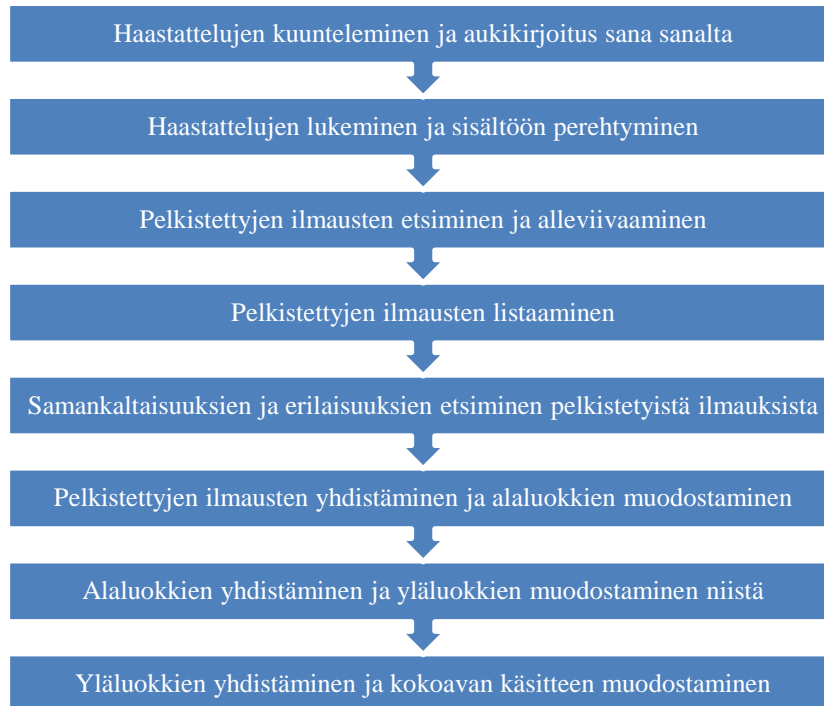 Haastattelujen kuunteleminen ja aukikirjoitus sana sanalta
Haastattelujen lukeminen ja sisältöön perehtyminen
Pelkistettyjen ilmausten etsiminen ja alleviivaaminen
Pelkistettyjen ilmausten listaaminen
Samankaltaisuuksien ja erilaisuuksien etsiminen pelkistetyistä ilmauksista
Pelkistettyjen ilmausten yhdistäminen ja alaluokkien muodostaminen
Alaluokkien yhdistäminen ja yläluokkien muodostaminen niistä
Yläluokkien yhdistäminen ja kokoavan käsitteen muodostaminen